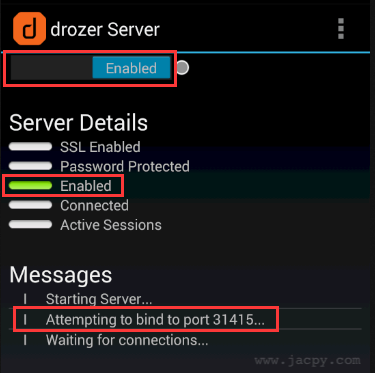 drozer Server
Enabled
Server Details
SSL Enabled
Password Protected
Enabled
Connected
Active Sessions
Messages
I Starting Server...
I Attempting to bind to port 31415...
I Waiting for connections...
www.jacpy.com